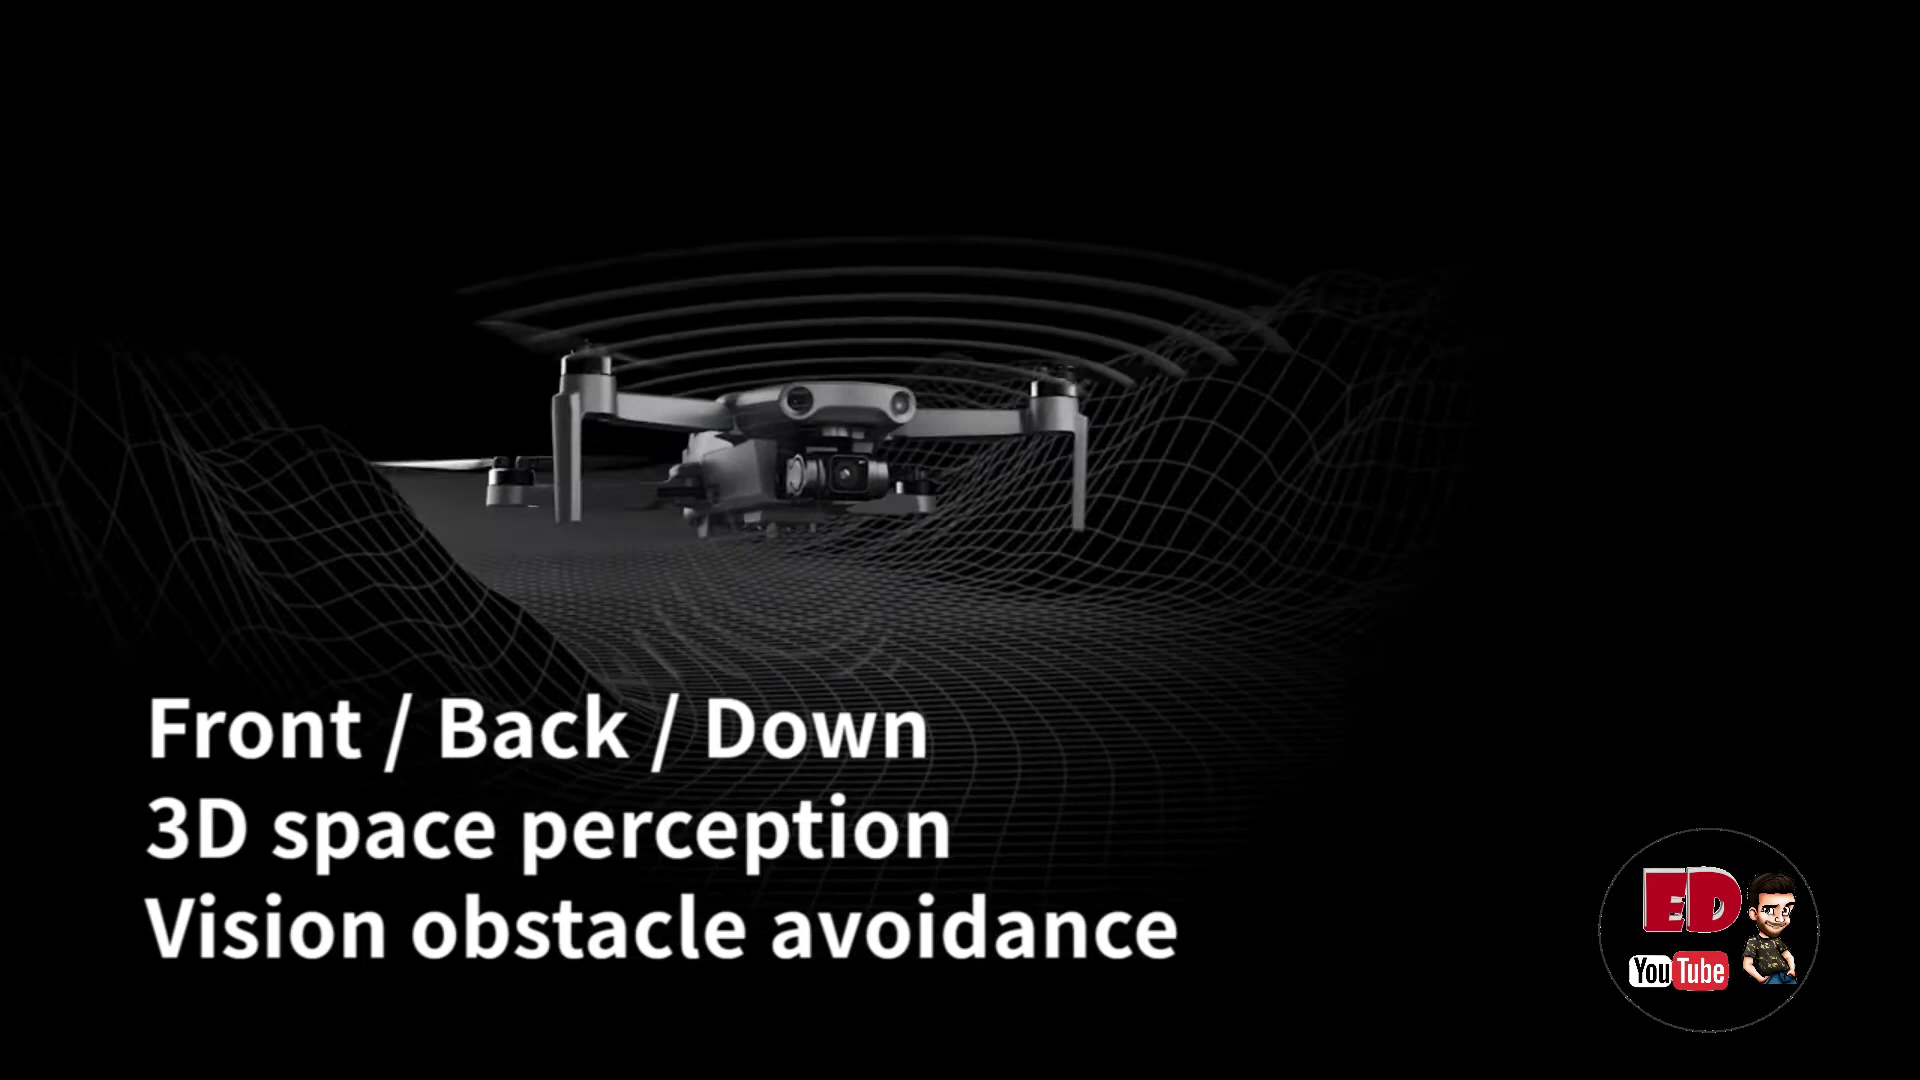 Front / Back / Down
3D space perception
Vision obstacle avoidance
ED
YouTube